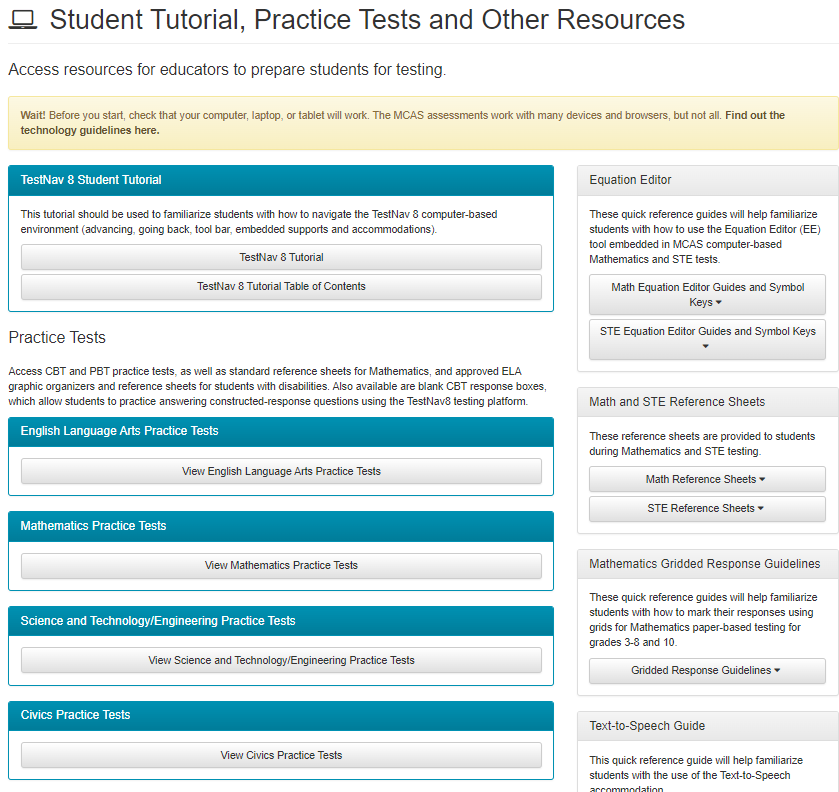 Student Tutorial, Practice Tests and Other Resources
Access resources for educators to prepare students for testing.
Wait! Before you start, check that your computer, laptop, or tablet will work. The MCAS assessments work with many devices and browsers, but not all. Find out the
technology guidelines here.
TestNav 8 Student Tutorial
This tutorial should be used to familiarize students with how to navigate the TestNav 8 computer-based
environment (advancing, going back, tool bar, embedded supports and accommodations).
TestNav 8 Tutorial
TestNav 8 Tutorial Table of Contents
Practice Tests
Access CBT and PBT practice tests, as well as standard reference sheets for Mathematics, and approved ELA
graphic organizers and reference sheets for students with disabilities. Also available are blank CBT response boxes,
which allow students to practice answering constructed-response questions using the TestNav8 testing platform.
English Language Arts Practice Tests
View English Language Arts Practice Tests
Mathematics Practice Tests
View Mathematics Practice Tests
Science and Technology/Engineering Practice Tests
View Science and Technology/Engineering Practice Tests
Civics Practice Tests
View Civics Practice Tests
Equation Editor
These quick reference guides will help familiarize
students with how to use the Equation Editor (EE)
tool embedded in MCAS computer-based
Mathematics and STE tests.
Math Equation Editor Guides and Symbol
Keys
STE Equation Editor Guides and Symbol Keys
Math and STE Reference Sheets
These reference sheets are provided to students
during Mathematics and STE testing.
Math Reference Sheets
STE Reference Sheets
Mathematics Gridded Response Guidelines
These quick reference guides will help familiarize
students with how to mark their responses using
grids for Mathematics paper-based testing for
grades 3-8 and 10.
Gridded Response Guidelines
Text-to-Speech Guide
This quick reference guide will help familiarize
students with the use of the Text-to-Speech
accommodation.